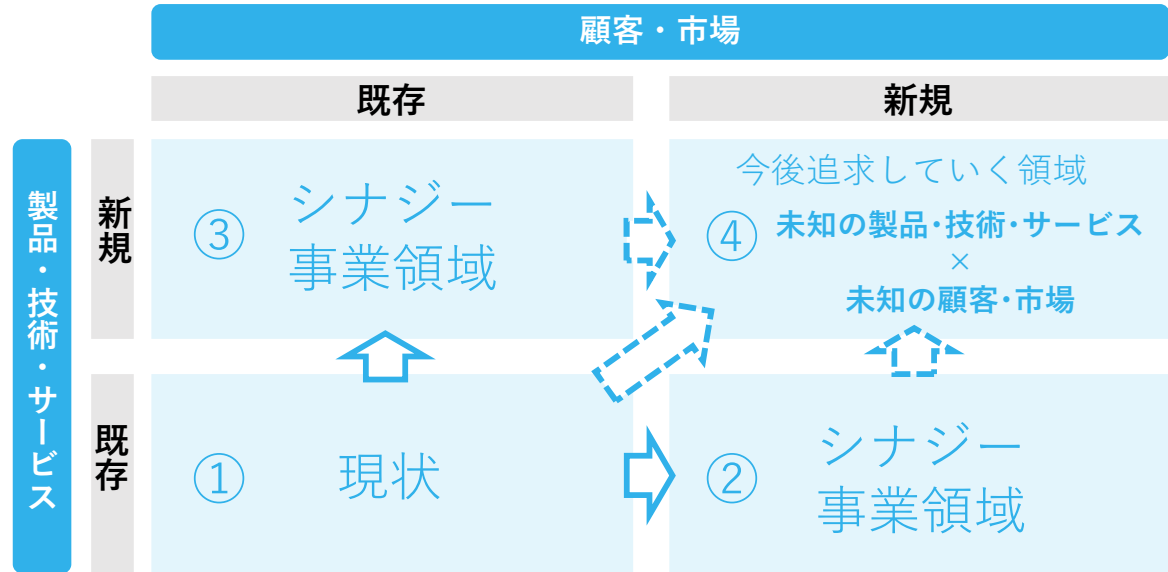 顧客・市場
既存
新規
製品・技術・サービス
新規
③
シナジー
事業領域
今後追求していく領域
④
未知の製品・技術・サービス
×
未知の顧客・市場
既存
①
現状
②
シナジー
事業領域